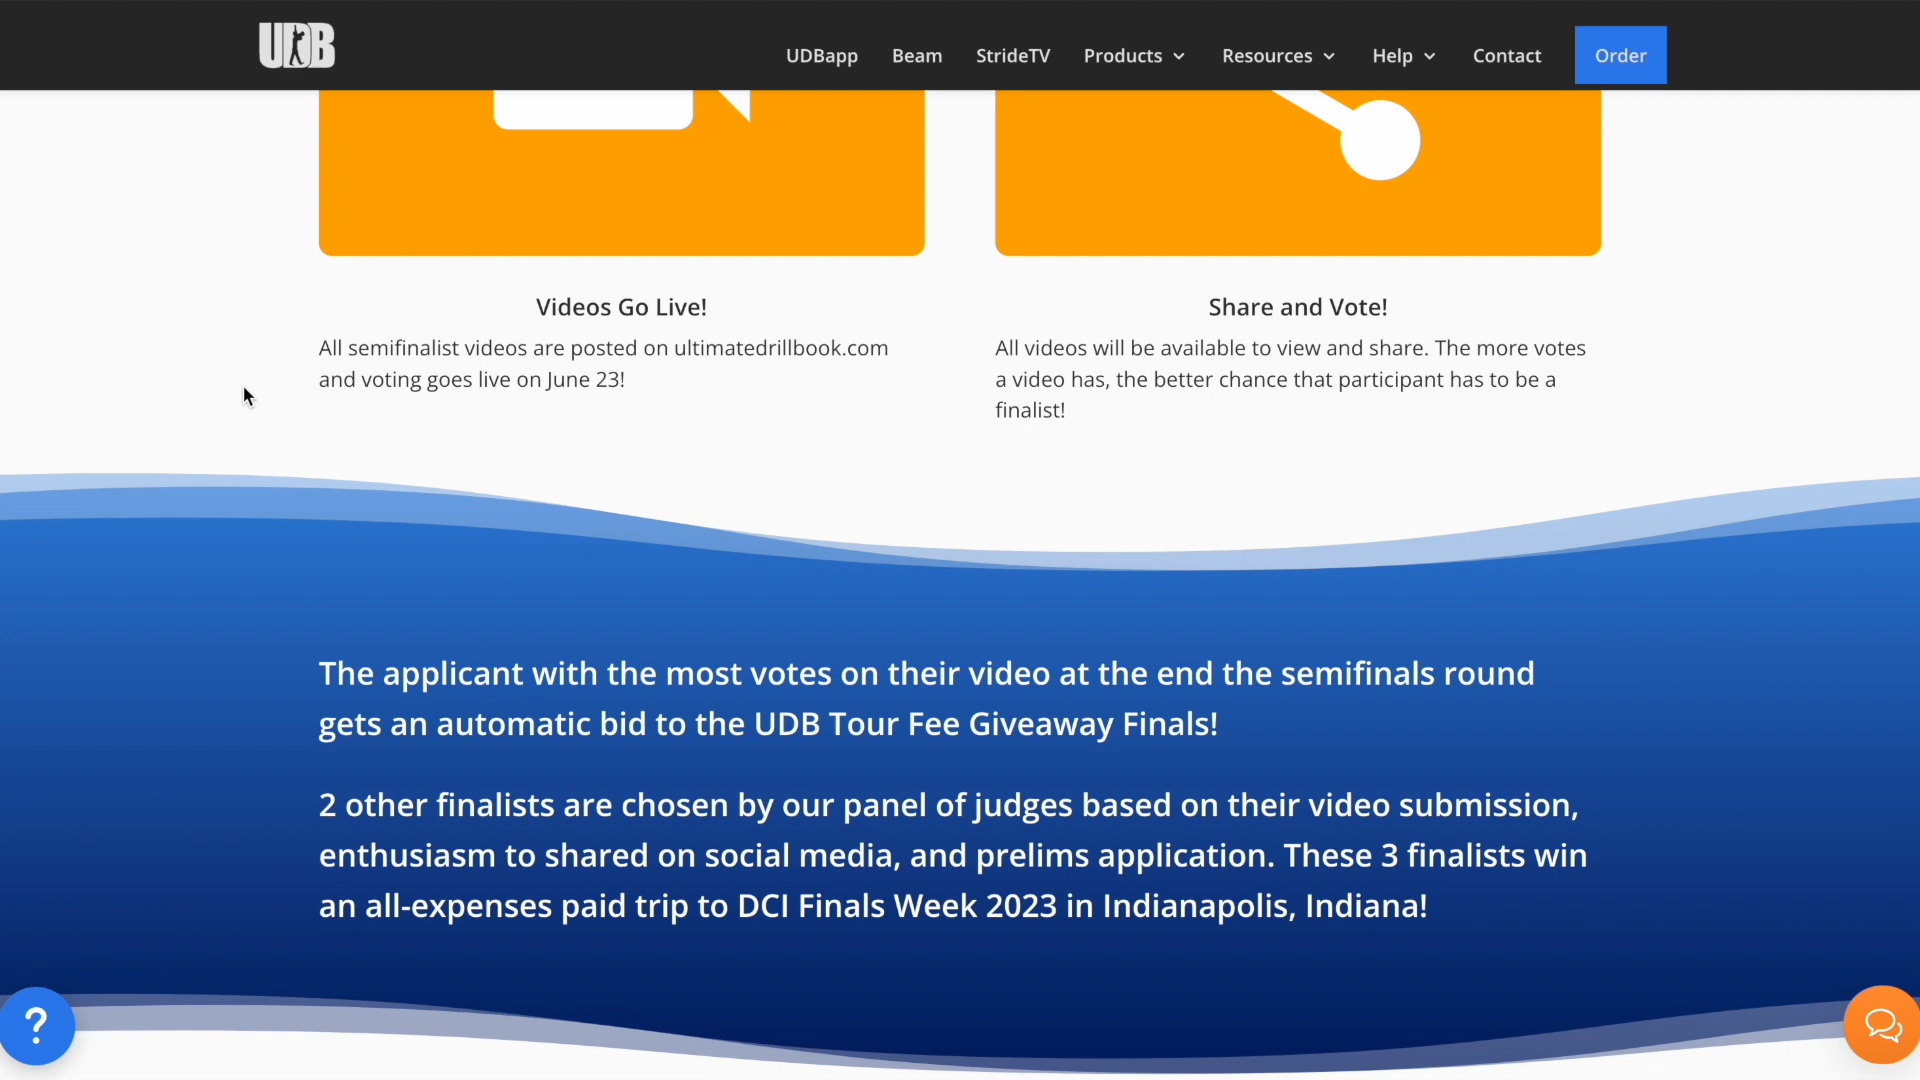 UDB
UDBapp Beam StrideTV Products Resources Help Contact Order
Videos Go Live!
All semifinalist videos are posted on ultimatedrillbook.com
and voting goes live on June 23!
Share and Vote!
All videos will be available to view and share. The more votes
a video has, the better chance that participant has to be a
finalist!
The applicant with the most votes on their video at the end the semifinals round
gets an automatic bid to the UDB Tour Fee Giveaway Finals!
2 other finalists are chosen by our panel of judges based on their video submission,
enthusiasm to shared on social media, and prelims application. These 3 finalists win
an all-expenses paid trip to DCI Finals Week 2023 in Indianapolis, Indiana!
?